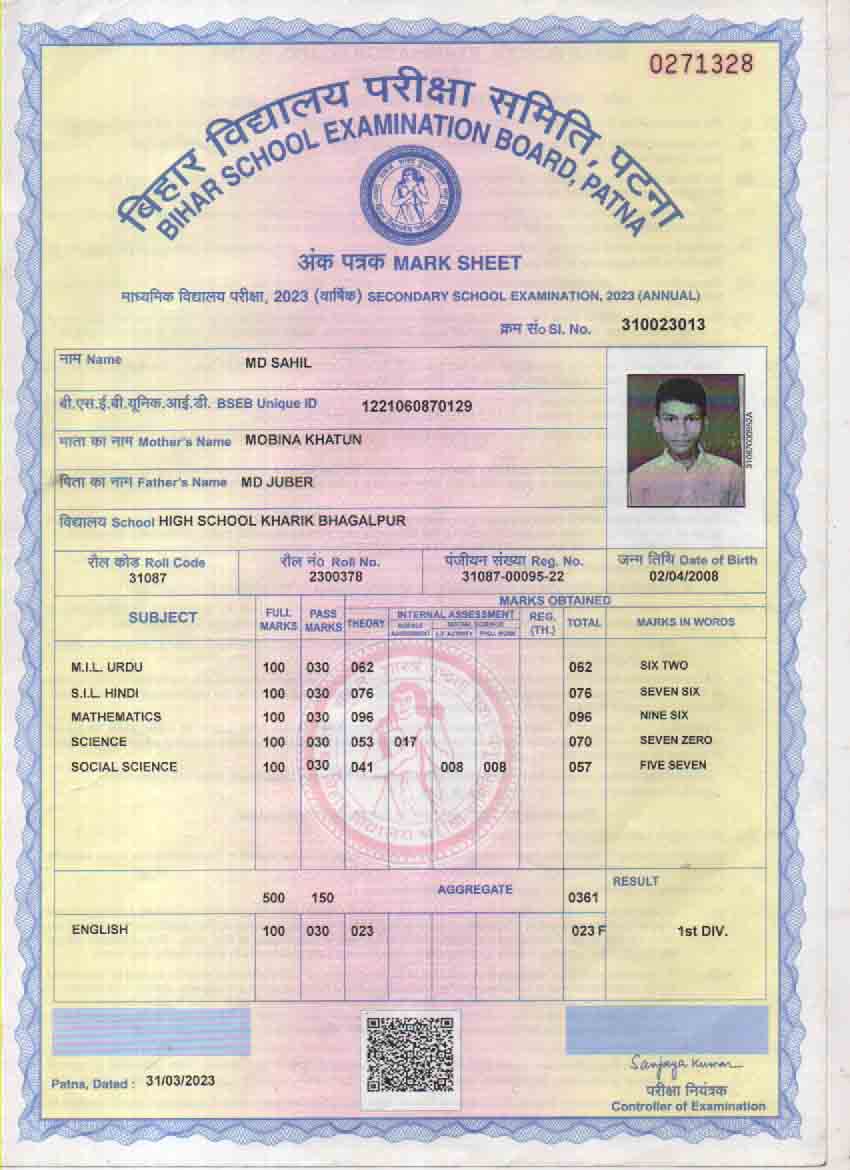 0271328
बिहार विद्यालय परीक्षा समिति, पटना
BIHAR SCHOOL EXAMINATION BOARD, PATNA
अंक पत्रक MARK SHEET
माध्यमिक विद्यालय परीक्षा, 2023 (वार्षिक) SECONDARY SCHOOL EXAMINATION, 2023 (ANNUAL)
क्रम सं० Sl. No. 310023013
नाम Name MD SAHIL
बी.एस.ई.बी.यूनिक.आई.डी. BSEB Unique ID 1221060870129
माता का नाम Mother's Name MOBINA KHATUN
पिता का नाम Father's Name MD JUBER
विद्यालय School HIGH SCHOOL KHARIK BHAGALPUR
रौल कोड Roll Code रौल नं० Roll No. पंजीयन संख्या Reg. No. जन्म तिथि Date of Birth
31087 2300378 31087-00095-22 02/04/2008
MARKS OBTAINED
SUBJECT FULL MARKS PASS MARKS THEORY INTERNAL ASSESSMENT REG. (TH.) TOTAL MARKS IN WORDS
SOCIAL SCIENCE
M.I.L. URDU 100 030 062 062 SIX TWO
S.I.L. HINDI 100 030 076 076 SEVEN SIX
MATHEMATICS 100 030 096 096 NINE SIX
SCIENCE 100 030 053 017 070 SEVEN ZERO
SOCIAL SCIENCE 100 030 041 008 008 057 FIVE SEVEN
500 150 AGGREGATE 0361 RESULT
ENGLISH 100 030 023 023 F 1st DIV.
Sanjaya Kumar
Patna, Dated : 31/03/2023
परीक्षा नियंत्रक
Controller of Examination